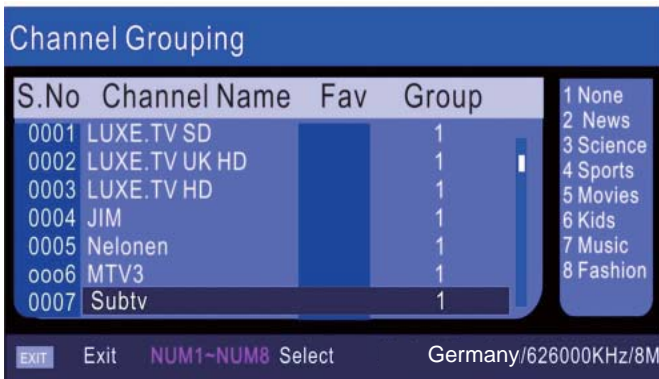 Channel Grouping
S.No Channel Name Fav Group
0001 LUXE.TV SD 1
0002 LUXE.TV UK HD 1
0003 LUXE.TV HD 1
0004 JIM 1
0005 Nelonen 1
ooo6 MTV3 1
0007 Subtv 1
1 None
2 News
3 Science
4 Sports
5 Movies
6 Kids
7 Music
8 Fashion
EXIT Exit NUM1~NUM8 Select Germany/626000KHz/8M